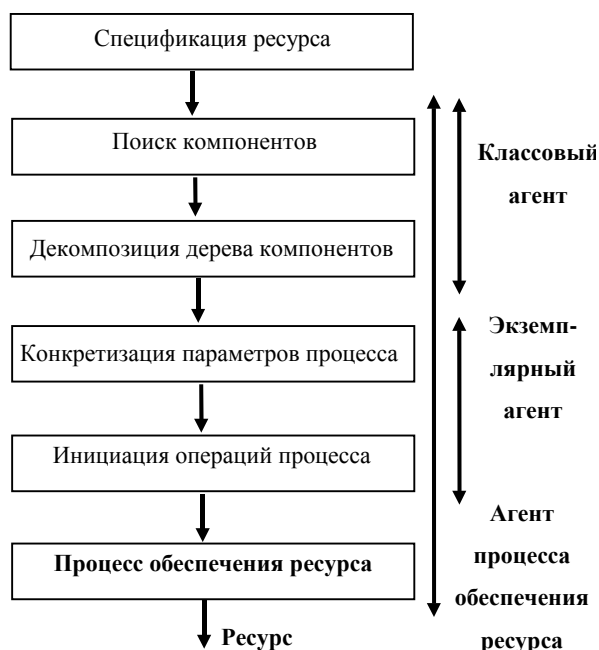 Спецификация ресурса
Поиск компонентов
Классовый
агент
Декомпозиция дерева компонентов
Экземп-
лярный
агент
Конкретизация параметров процесса
Инициация операций процесса
Агент
процесса
обеспечения
ресурса
Процесс обеспечения ресурса
Ресурс